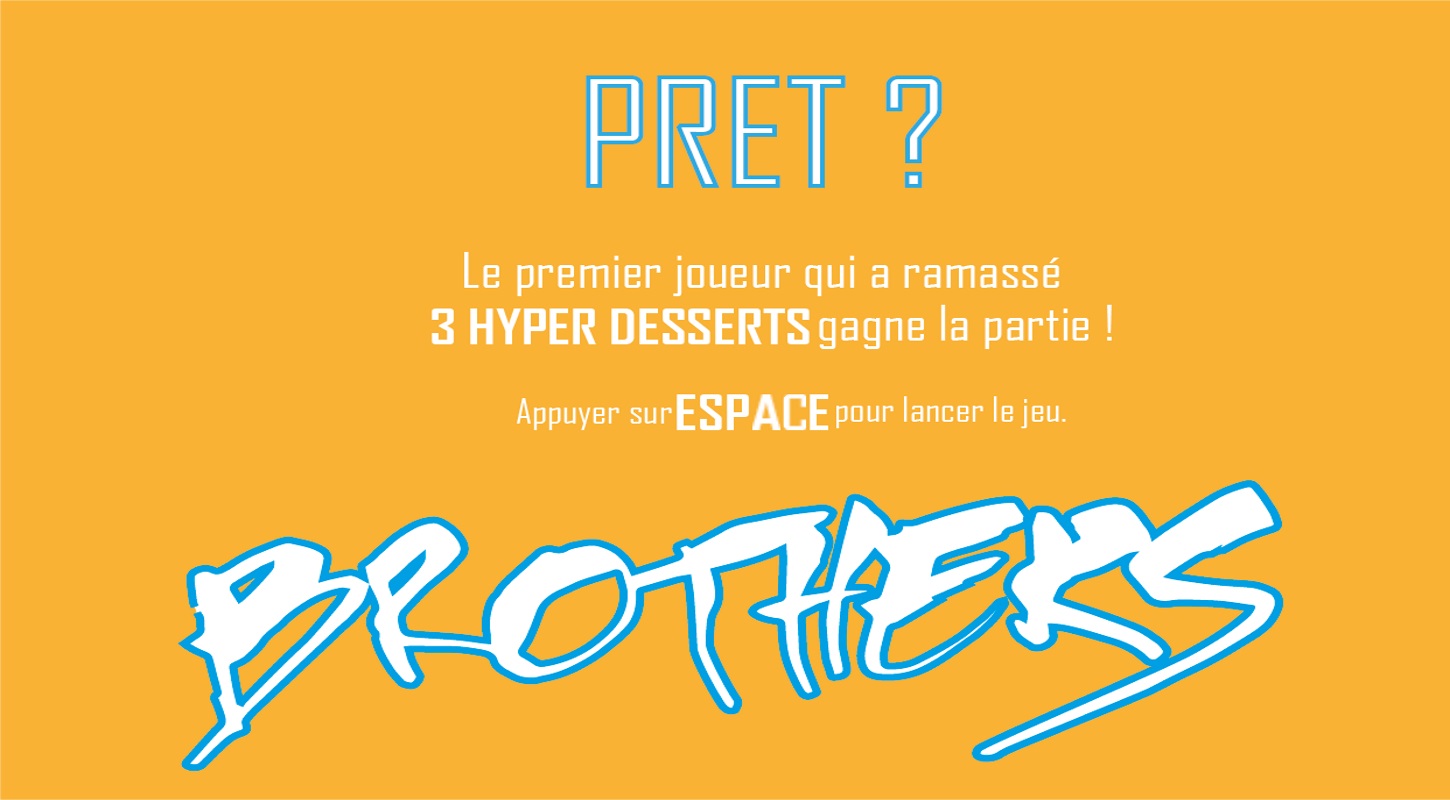 PRET ?
Le premier joueur qui a ramassé
3 HYPER DESSERTS gagne la partie !
Appuyer sur ESPACE pour lancer le jeu.
BROTHERS